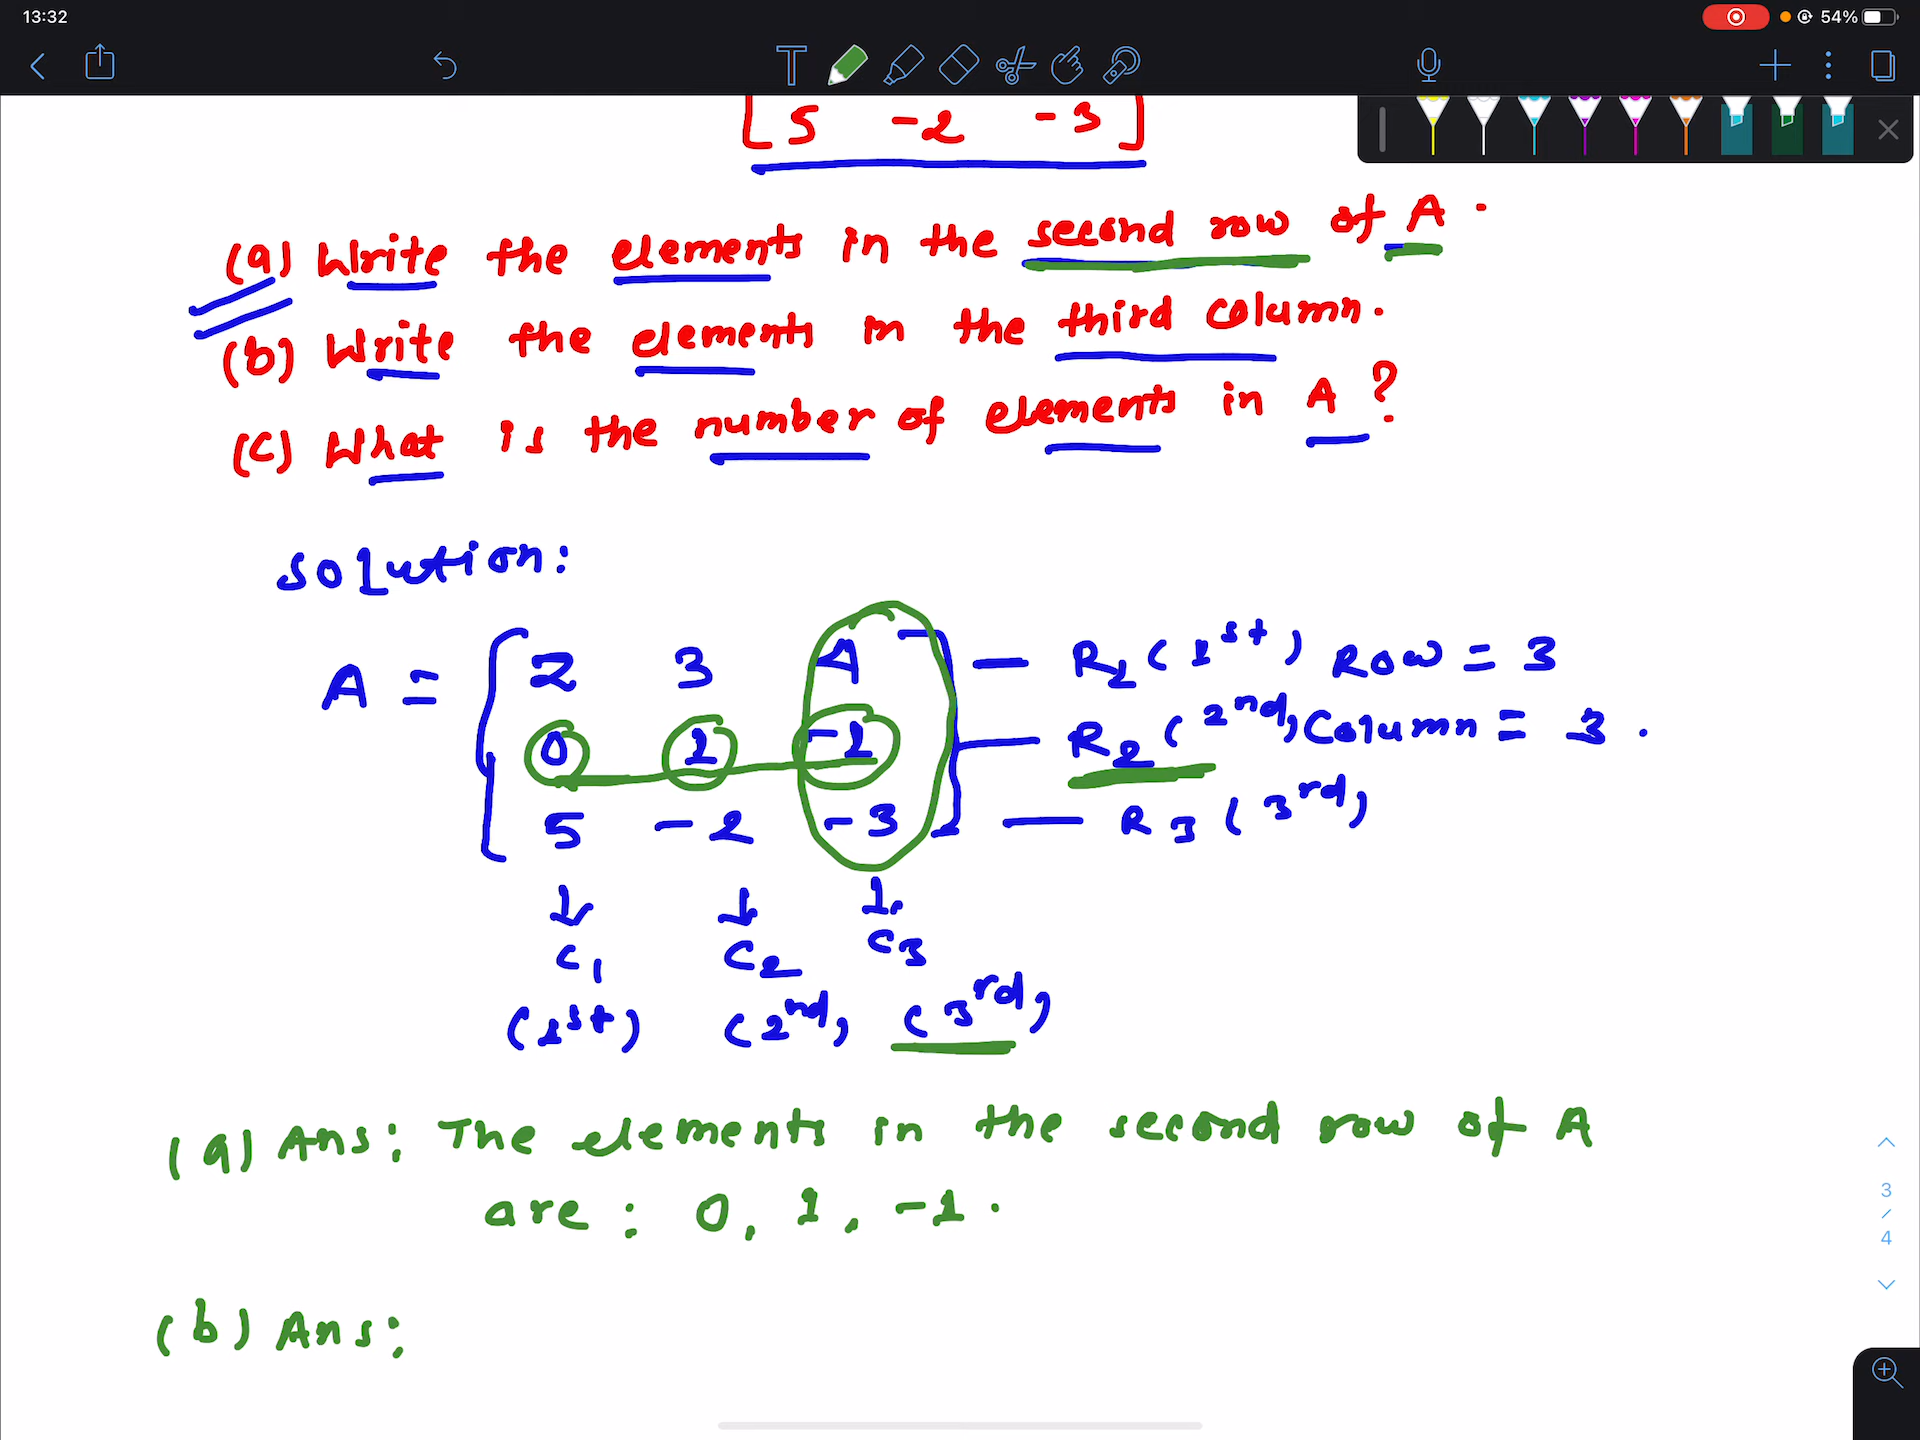 13:32
54%
T
[5 -2 -3]
(a) Write the elements in the second row of A.
(b) Write the elements in the third column.
(c) What is the number of elements in A?
Solution:
A = [2 3 4 — R1 (1st) Row = 3
0 1 -1 — R2 (2nd) Column = 3.
5 -2 -3] — R3 (3rd)
C1 C2 C3
(1st) (2nd) (3rd)
(a) Ans: The elements in the second row of A
are: 0, 1, -1.
(b) Ans:
3
/
4